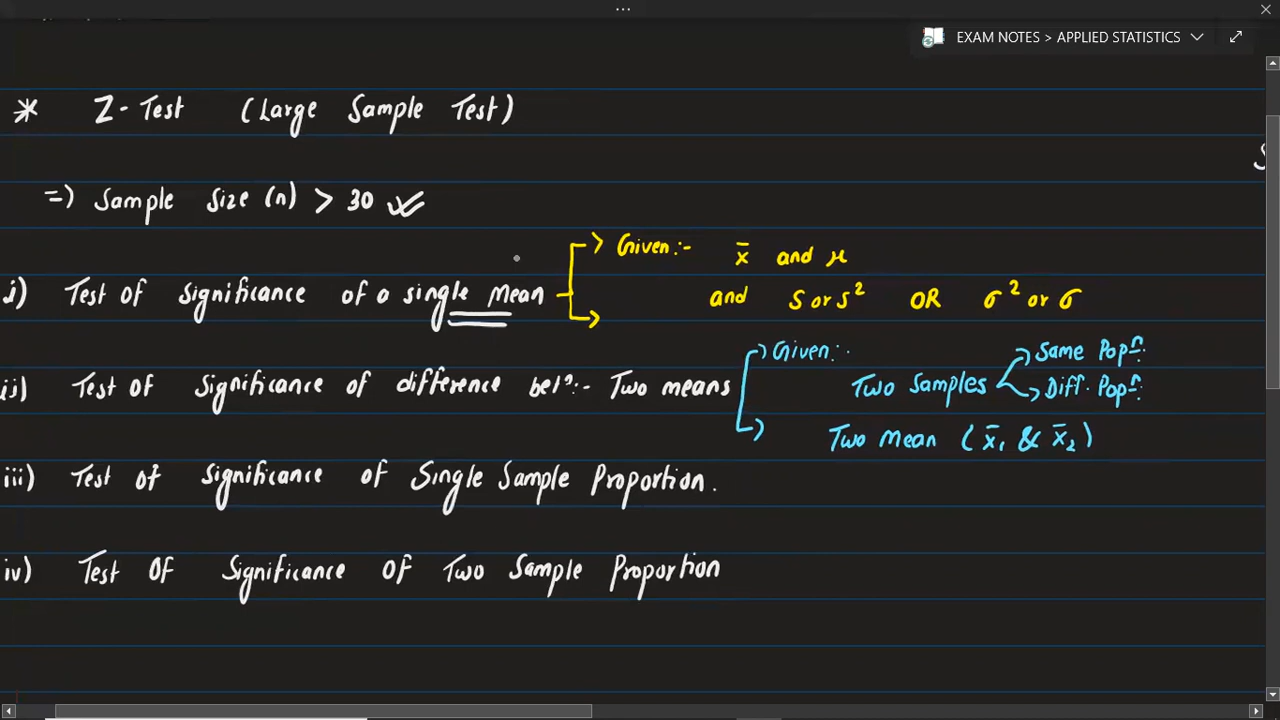 EXAM NOTES > APPLIED STATISTICS
* Z-Test (Large Sample Test)
=) Sample Size (n) > 30
Given:- x̄ and μ
i) Test of significance of a single Mean
and S or s² OR σ² or σ
Given:- Same Popⁿ:
ii) Test of Significance of difference betⁿ:- Two means Two Samples Diff. Popⁿ:
Two Mean (x̄₁ & x̄₂)
iii) Test of Significance of Single Sample Proportion.
iv) Test Of Significance Of Two Sample Proportion